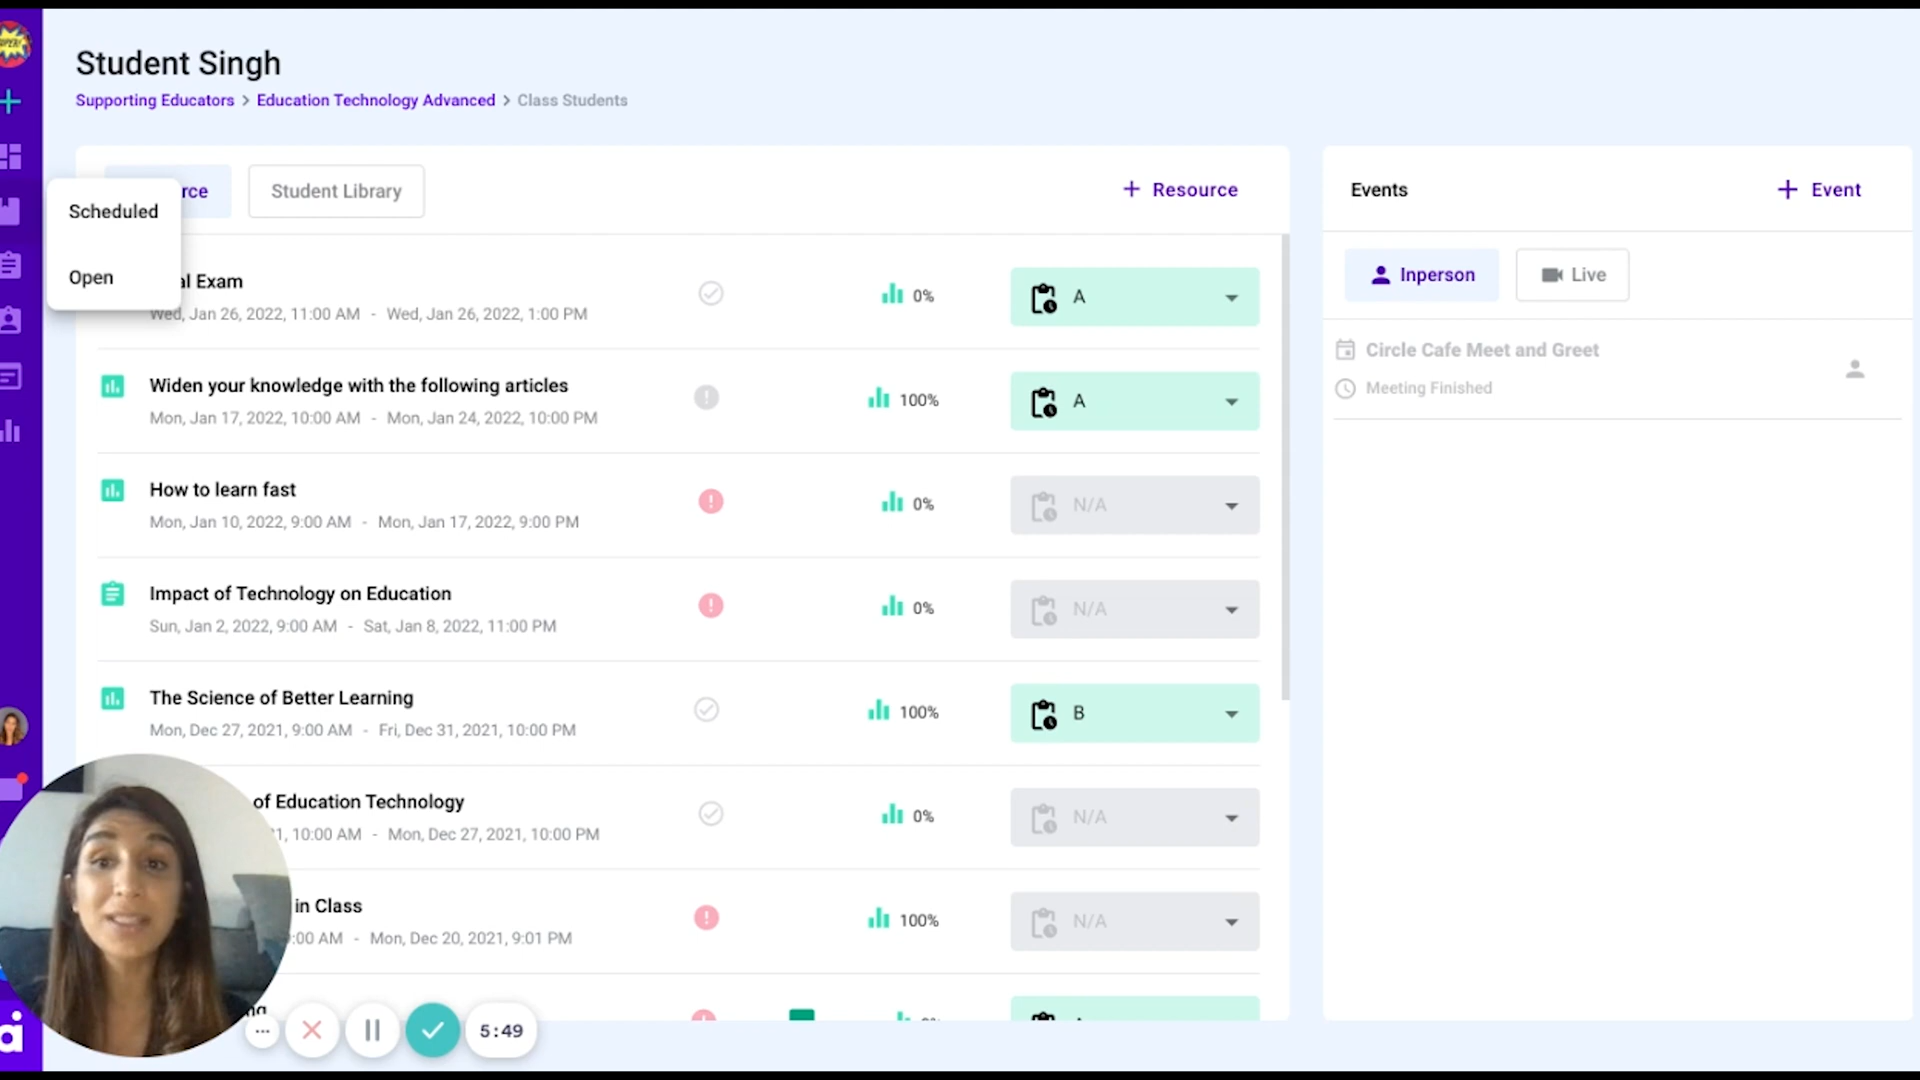 Student Singh
Supporting Educators > Education Technology Advanced > Class Students
rce
Student Library
+ Resource
Scheduled
Open
al Exam
Wed, Jan 26, 2022, 11:00 AM - Wed, Jan 26, 2022, 1:00 PM
0%
A
Widen your knowledge with the following articles
Mon, Jan 17, 2022, 10:00 AM - Mon, Jan 24, 2022, 10:00 PM
100%
A
How to learn fast
Mon, Jan 10, 2022, 9:00 AM - Mon, Jan 17, 2022, 9:00 PM
0%
N/A
Impact of Technology on Education
Sun, Jan 2, 2022, 9:00 AM - Sat, Jan 8, 2022, 11:00 PM
0%
N/A
The Science of Better Learning
Mon, Dec 27, 2021, 9:00 AM - Fri, Dec 31, 2021, 10:00 PM
100%
B
of Education Technology
1, 10:00 AM - Mon, Dec 27, 2021, 10:00 PM
0%
N/A
in Class
:00 AM - Mon, Dec 20, 2021, 9:01 PM
100%
N/A
5:49
Events
+ Event
Inperson
Live
Circle Cafe Meet and Greet
Meeting Finished